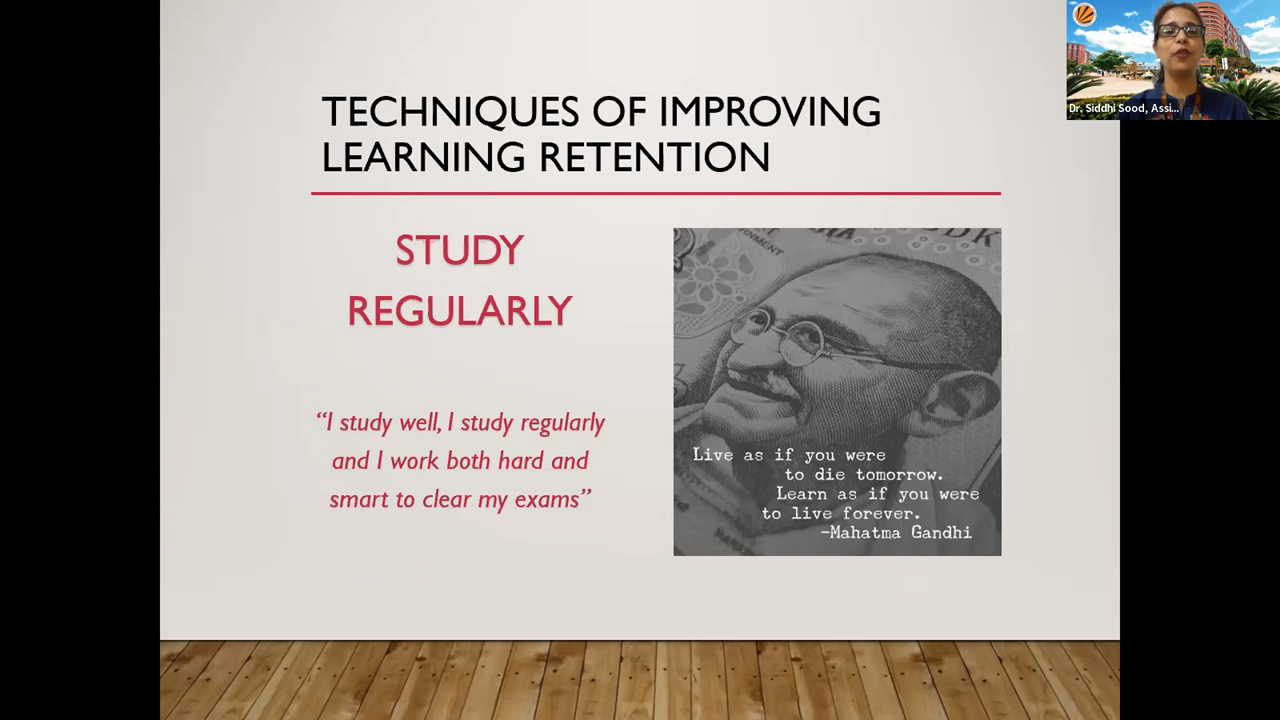 TECHNIQUES OF IMPROVING
LEARNING RETENTION
STUDY
REGULARLY
“I study well, I study regularly
and I work both hard and
smart to clear my exams”
Live as if you were
to die tomorrow.
Learn as if you were
to live forever.
-Mahatma Gandhi
Dr. Siddhi Sood, Assi...